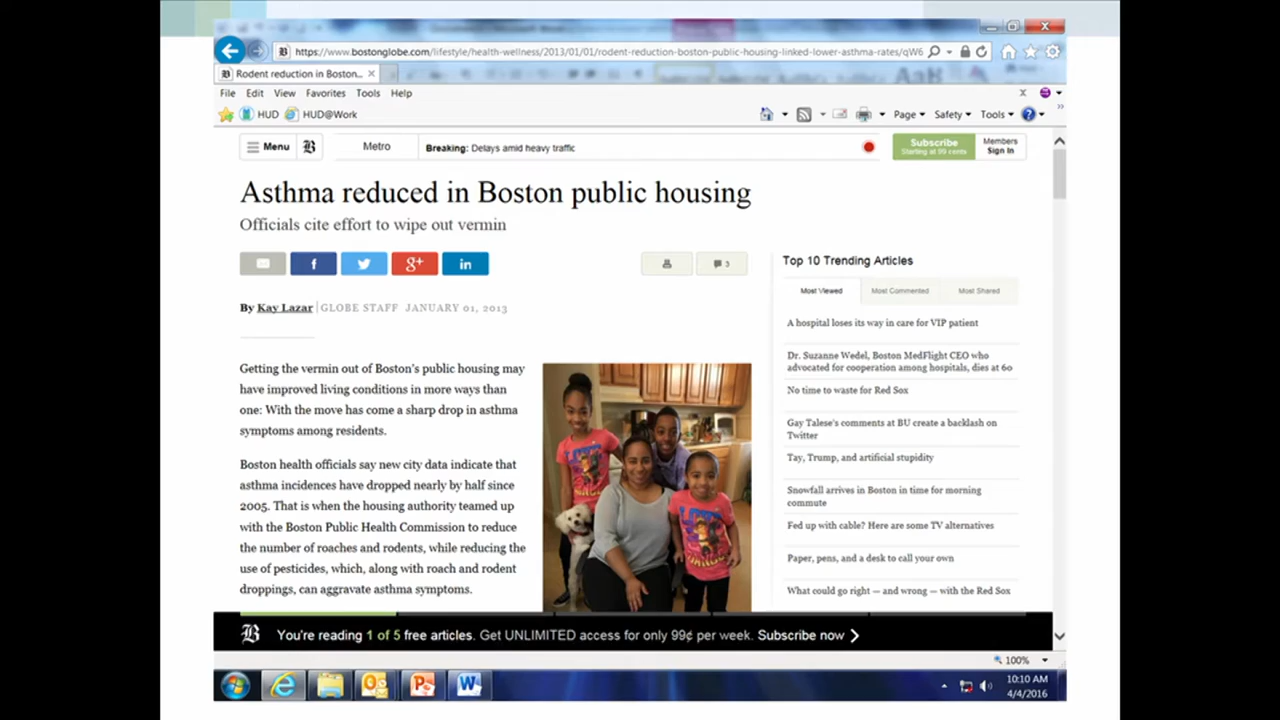 https://www.bostonglobe.com/lifestyle/health-wellness/2013/01/01/rodent-reduction-boston-public-housing-linked-lower-asthma-rates/qW6
Rodent reduction in Boston...
File Edit View Favorites Tools Help
HUD HUD@Work
Page Safety Tools
Menu B Metro Breaking: Delays amid heavy traffic
Subscribe
Starting at 99 cents
Members
Sign In
Asthma reduced in Boston public housing
Officials cite effort to wipe out vermin
f g+ in
3
By Kay Lazar | GLOBE STAFF JANUARY 01, 2013
Getting the vermin out of Boston's public housing may
have improved living conditions in more ways than
one: With the move has come a sharp drop in asthma
symptoms among residents.
Boston health officials say new city data indicate that
asthma incidences have dropped nearly by half since
2005. That is when the housing authority teamed up
with the Boston Public Health Commission to reduce
the number of roaches and rodents, while reducing the
use of pesticides, which, along with roach and rodent
droppings, can aggravate asthma symptoms.
Top 10 Trending Articles
Most Viewed Most Commented Most Shared
A hospital loses its way in care for VIP patient
Dr. Suzanne Wedel, Boston MedFlight CEO who
advocated for cooperation among hospitals, dies at 60
No time to waste for Red Sox
Gay Talese's comments at BU create a backlash on
Twitter
Tay, Trump, and artificial stupidity
Snowfall arrives in Boston in time for morning
commute
Fed up with cable? Here are some TV alternatives
Paper, pens, and a desk to call your own
What could go right — and wrong — with the Red Sox
B You're reading 1 of 5 free articles. Get UNLIMITED access for only 99¢ per week. Subscribe now
100%
10:10 AM
4/4/2016